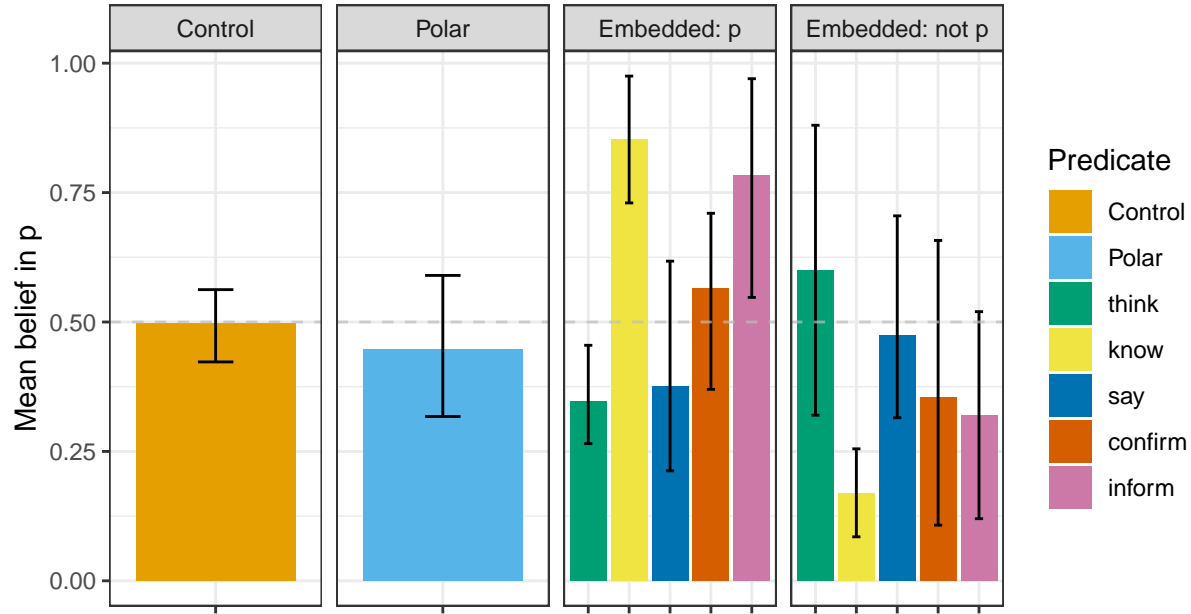 Control
Polar
Embedded: p
Embedded: not p
Mean belief in p
1.00
0.75
0.50
0.25
0.00
Predicate
Control
Polar
think
know
say
confirm
inform